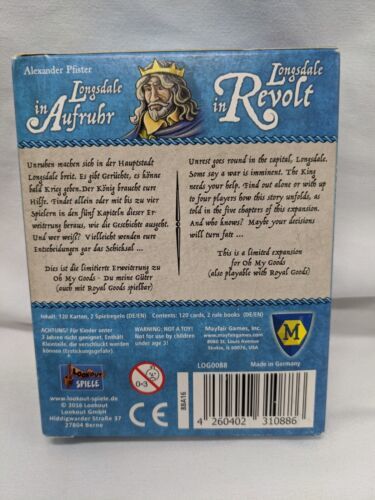 Alexander Pfister
Longsdale
in Aufruhr
Longsdale
in Revolt
Unruhen machen sich in der Hauptstadt
Longsdale breit. Es gibt Gerüchte, es könne
bald Krieg geben. Der König braucht eure
Hilfe. Findet allein oder mit bis zu vier
Spielern in den fünf Kapiteln dieser Er-
weiterung heraus, wie die Geschichte ausgeht.
Und wer weiß? Vielleicht wenden eure
Entscheidungen gar das Schicksal ...
Dies ist die limitierte Erweiterung zu
Oh My Goods - Du meine Güter
(auch mit Royal Goods spielbar)
Unrest goes round in the capital, Longsdale.
Some say a war is imminent. The King
needs your help. Find out alone or with up
to four players how this story unfolds, as
told in the five chapters of this expansion.
And who knows? Maybe your decisions
will turn fate ...
This is a limited expansion
for Oh My Goods
(also playable with Royal Goods)
Inhalt: 120 Karten, 2 Spielregeln (DE/EN)
Contents: 120 cards, 2 rule books (DE/EN)
ACHTUNG! Für Kinder unter
3 Jahre nicht geeignet. Enthält
Kleinteile, die verschluckt werden
können (Erstickungsgefahr).
WARNING: NOT A TOY!
Not for use by children
under age of 3.
Mayfair Games, Inc.
www.mayfairgames.com
8060 St. Louis Avenue
Skokie, IL 60076
M
LOOKOUT
SPIELE
www.lookout-spiele.de
© 2016 Lookout
Lookout GmbH
Hiddigwarder Straße 37
27804 Berne
0-3
CE
88A16
LOG0088
Made in Germany
4 260402 310886